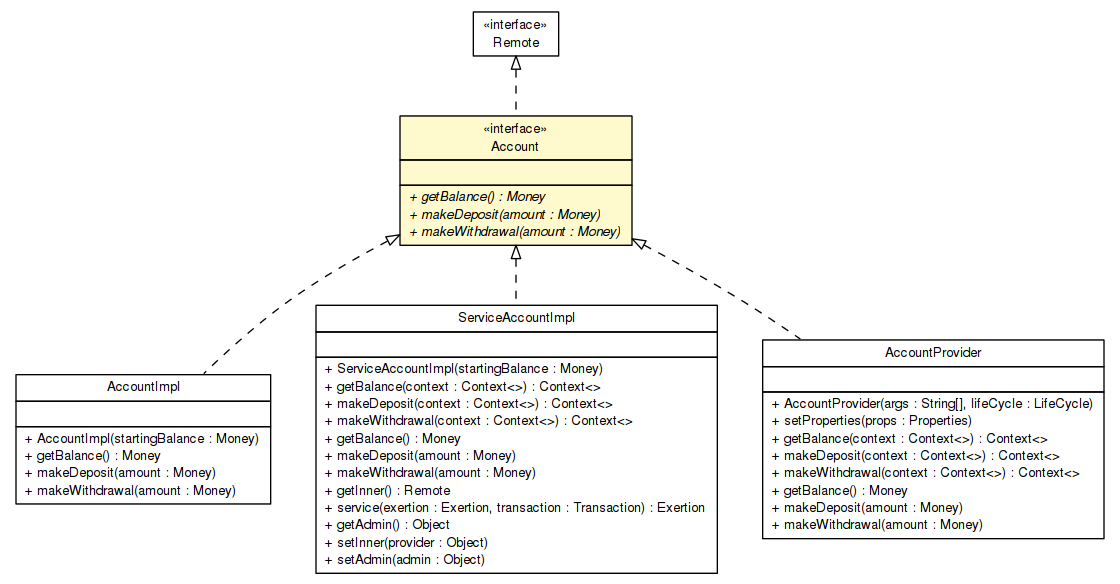 «interface»
Remote
«interface»
Account
+ getBalance() : Money
+ makeDeposit(amount : Money)
+ makeWithdrawal(amount : Money)
AccountImpl
+ AccountImpl(startingBalance : Money)
+ getBalance() : Money
+ makeDeposit(amount : Money)
+ makeWithdrawal(amount : Money)
ServiceAccountImpl
+ ServiceAccountImpl(startingBalance : Money)
+ getBalance(context : Context<>) : Context<>
+ makeDeposit(context : Context<>) : Context<>
+ makeWithdrawal(context : Context<>) : Context<>
+ getBalance() : Money
+ makeDeposit(amount : Money)
+ makeWithdrawal(amount : Money)
+ getInner() : Remote
+ service(exertion : Exertion, transaction : Transaction) : Exertion
+ getAdmin() : Object
+ setInner(provider : Object)
+ setAdmin(admin : Object)
AccountProvider
+ AccountProvider(args : String[], lifeCycle : LifeCycle)
+ setProperties(props : Properties)
+ getBalance(context : Context<>) : Context<>
+ makeDeposit(context : Context<>) : Context<>
+ makeWithdrawal(context : Context<>) : Context<>
+ getBalance() : Money
+ makeDeposit(amount : Money)
+ makeWithdrawal(amount : Money)